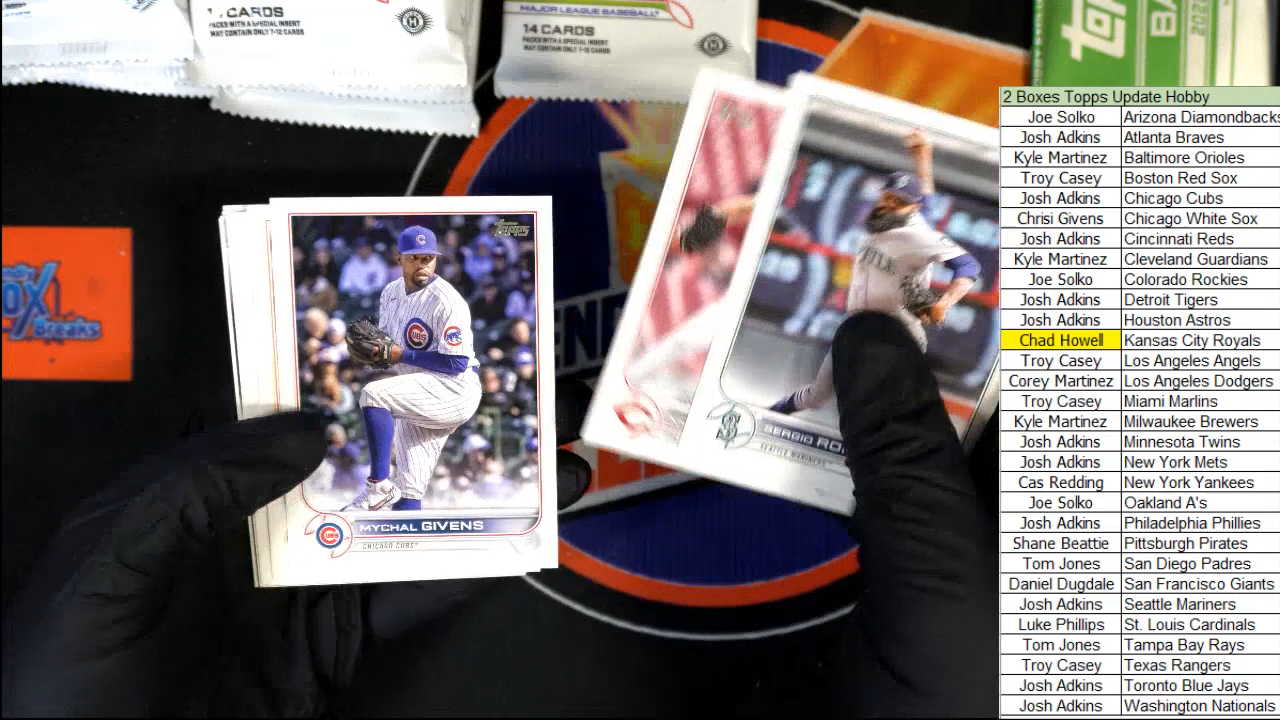 14 CARDS
PACKS WITH A SPECIAL INSERT
MAY CONTAIN ONLY 7-12 CARDS
MAJOR LEAGUE BASEBALL
14 CARDS
PACKS WITH A SPECIAL INSERT
MAY CONTAIN ONLY 7-12 CARDS
Breaks
Topps
CUBS
MYCHAL GIVENS
CHICAGO CUBS
SERGIO
SEATTLE MARINERS
2 Boxes Topps Update Hobby
Joe Solko Arizona Diamondbacks
Josh Adkins Atlanta Braves
Kyle Martinez Baltimore Orioles
Troy Casey Boston Red Sox
Josh Adkins Chicago Cubs
Chrisi Givens Chicago White Sox
Josh Adkins Cincinnati Reds
Kyle Martinez Cleveland Guardians
Joe Solko Colorado Rockies
Josh Adkins Detroit Tigers
Josh Adkins Houston Astros
Chad Howell Kansas City Royals
Troy Casey Los Angeles Angels
Corey Martinez Los Angeles Dodgers
Troy Casey Miami Marlins
Kyle Martinez Milwaukee Brewers
Josh Adkins Minnesota Twins
Josh Adkins New York Mets
Cas Redding New York Yankees
Joe Solko Oakland A's
Josh Adkins Philadelphia Phillies
Shane Beattie Pittsburgh Pirates
Tom Jones San Diego Padres
Daniel Dugdale San Francisco Giants
Josh Adkins Seattle Mariners
Luke Phillips St. Louis Cardinals
Tom Jones Tampa Bay Rays
Troy Casey Texas Rangers
Josh Adkins Toronto Blue Jays
Josh Adkins Washington Nationals